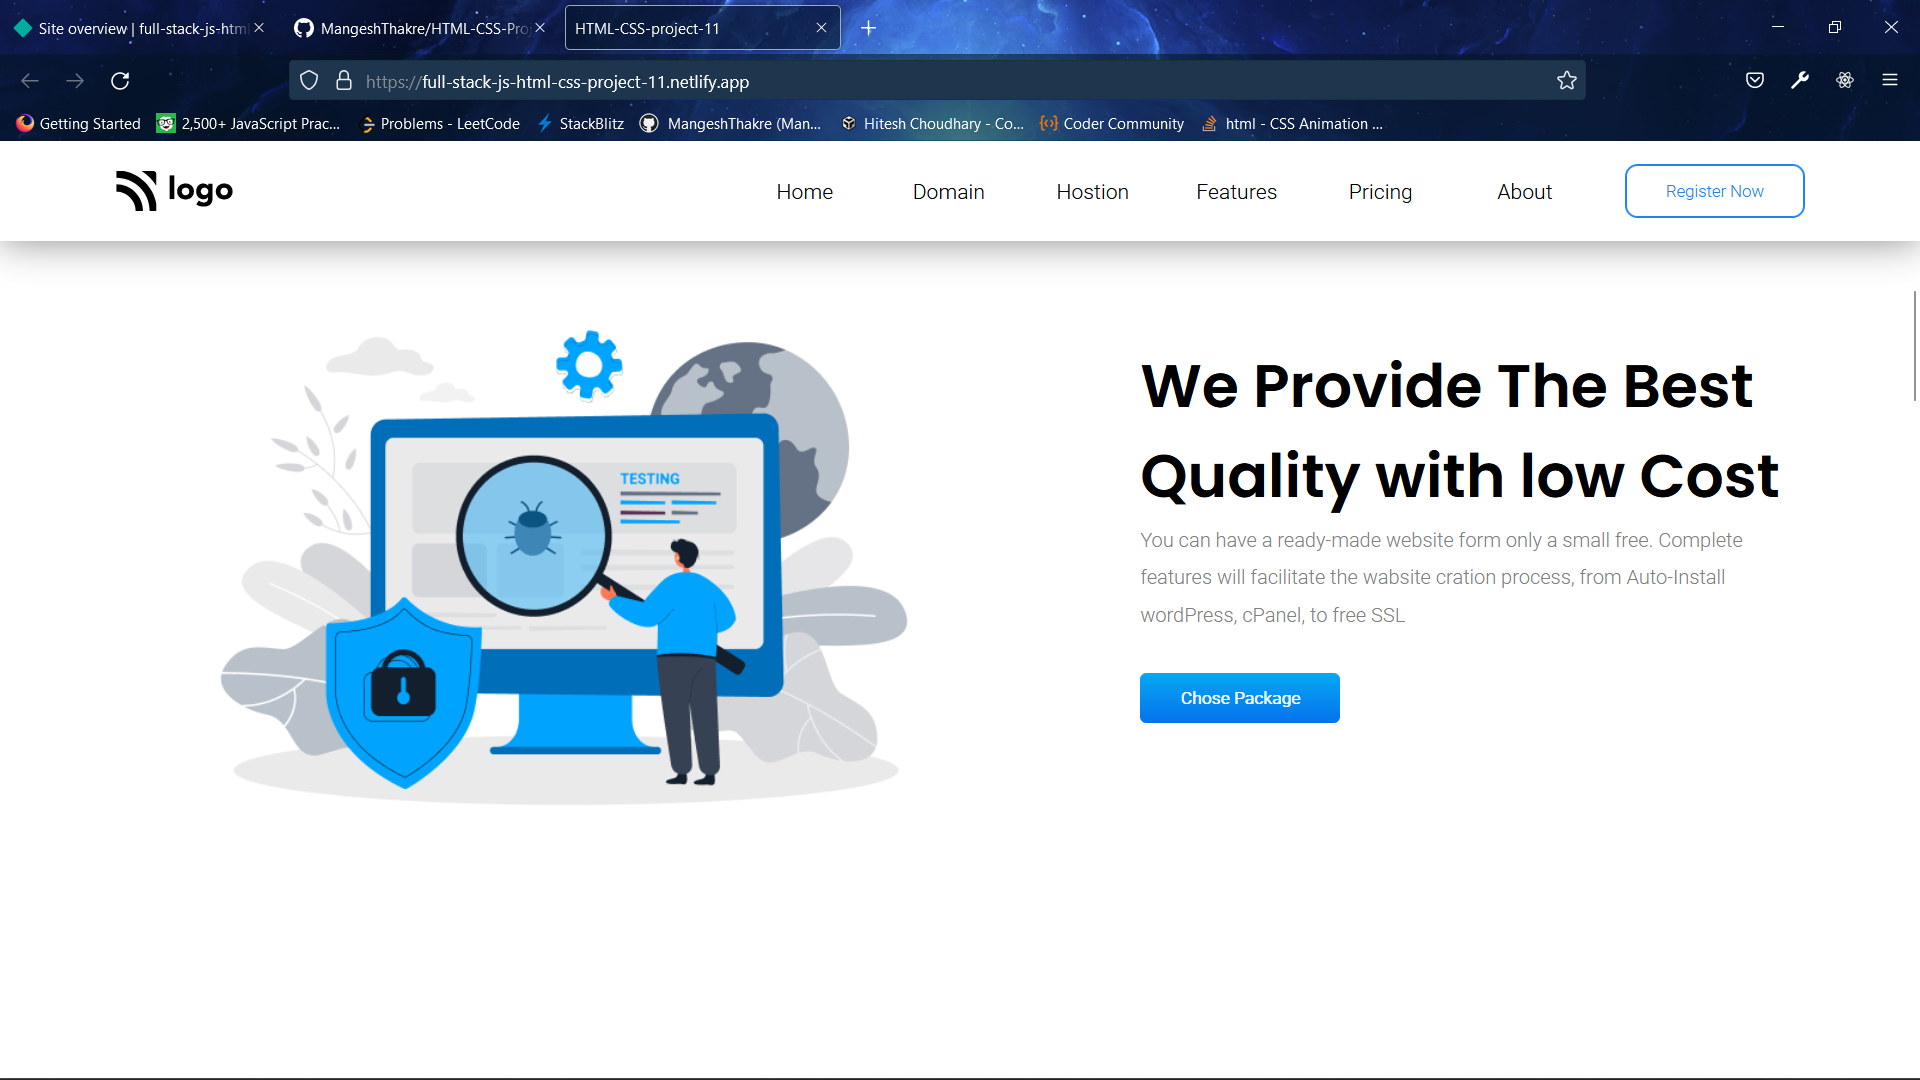 Site overview | full-stack-js-html
MangeshThakre/HTML-CSS-Pro
HTML-CSS-project-11
https://full-stack-js-html-css-project-11.netlify.app
Getting Started
2,500+ JavaScript Prac...
Problems - LeetCode
StackBlitz
MangeshThakre (Man...
Hitesh Choudhary - Co...
Coder Community
html - CSS Animation ...
logo
Home
Domain
Hostion
Features
Pricing
About
Register Now
TESTING
We Provide The Best
Quality with low Cost
You can have a ready-made website form only a small free. Complete
features will facilitate the wabsite cration process, from Auto-Install
wordPress, cPanel, to free SSL
Chose Package